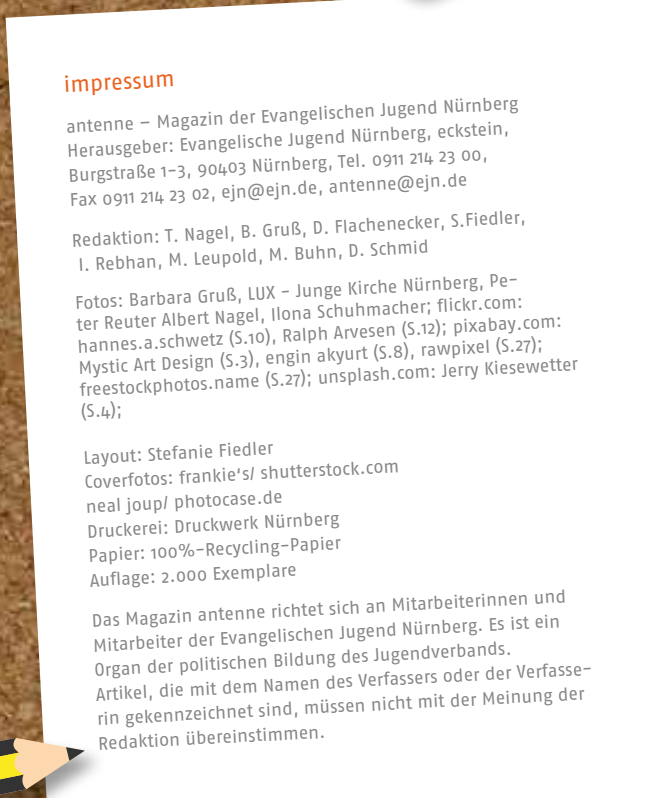 impressum
antenne – Magazin der Evangelischen Jugend Nürnberg
Herausgeber: Evangelische Jugend Nürnberg, eckstein,
Burgstraße 1-3, 90403 Nürnberg, Tel. 0911 214 23 00,
Fax 0911 214 23 02, ejn@ejn.de, antenne@ejn.de
Redaktion: T. Nagel, B. Gruß, D. Flachenecker, S.Fiedler,
I. Rebhan, M. Leupold, M. Buhn, D. Schmid
Fotos: Barbara Gruß, LUX - Junge Kirche Nürnberg, Pe-
ter Reuter Albert Nagel, Ilona Schuhmacher; flickr.com:
hannes.a.schwetz (S.10), Ralph Arvesen (S.12); pixabay.com:
Mystic Art Design (S.3), engin akyurt (S.8), rawpixel (S.27);
freestockphotos.name (S.27); unsplash.com: Jerry Kiesewetter
(S.4);
Layout: Stefanie Fiedler
Coverfotos: frankie's/ shutterstock.com
neal joup/ photocase.de
Druckerei: Druckwerk Nürnberg
Papier: 100%-Recycling-Papier
Auflage: 2.000 Exemplare
Das Magazin antenne richtet sich an Mitarbeiterinnen und
Mitarbeiter der Evangelischen Jugend Nürnberg. Es ist ein
Organ der politischen Bildung des Jugendverbands.
Artikel, die mit dem Namen des Verfassers oder der Verfasse-
rin gekennzeichnet sind, müssen nicht mit der Meinung der
Redaktion übereinstimmen.